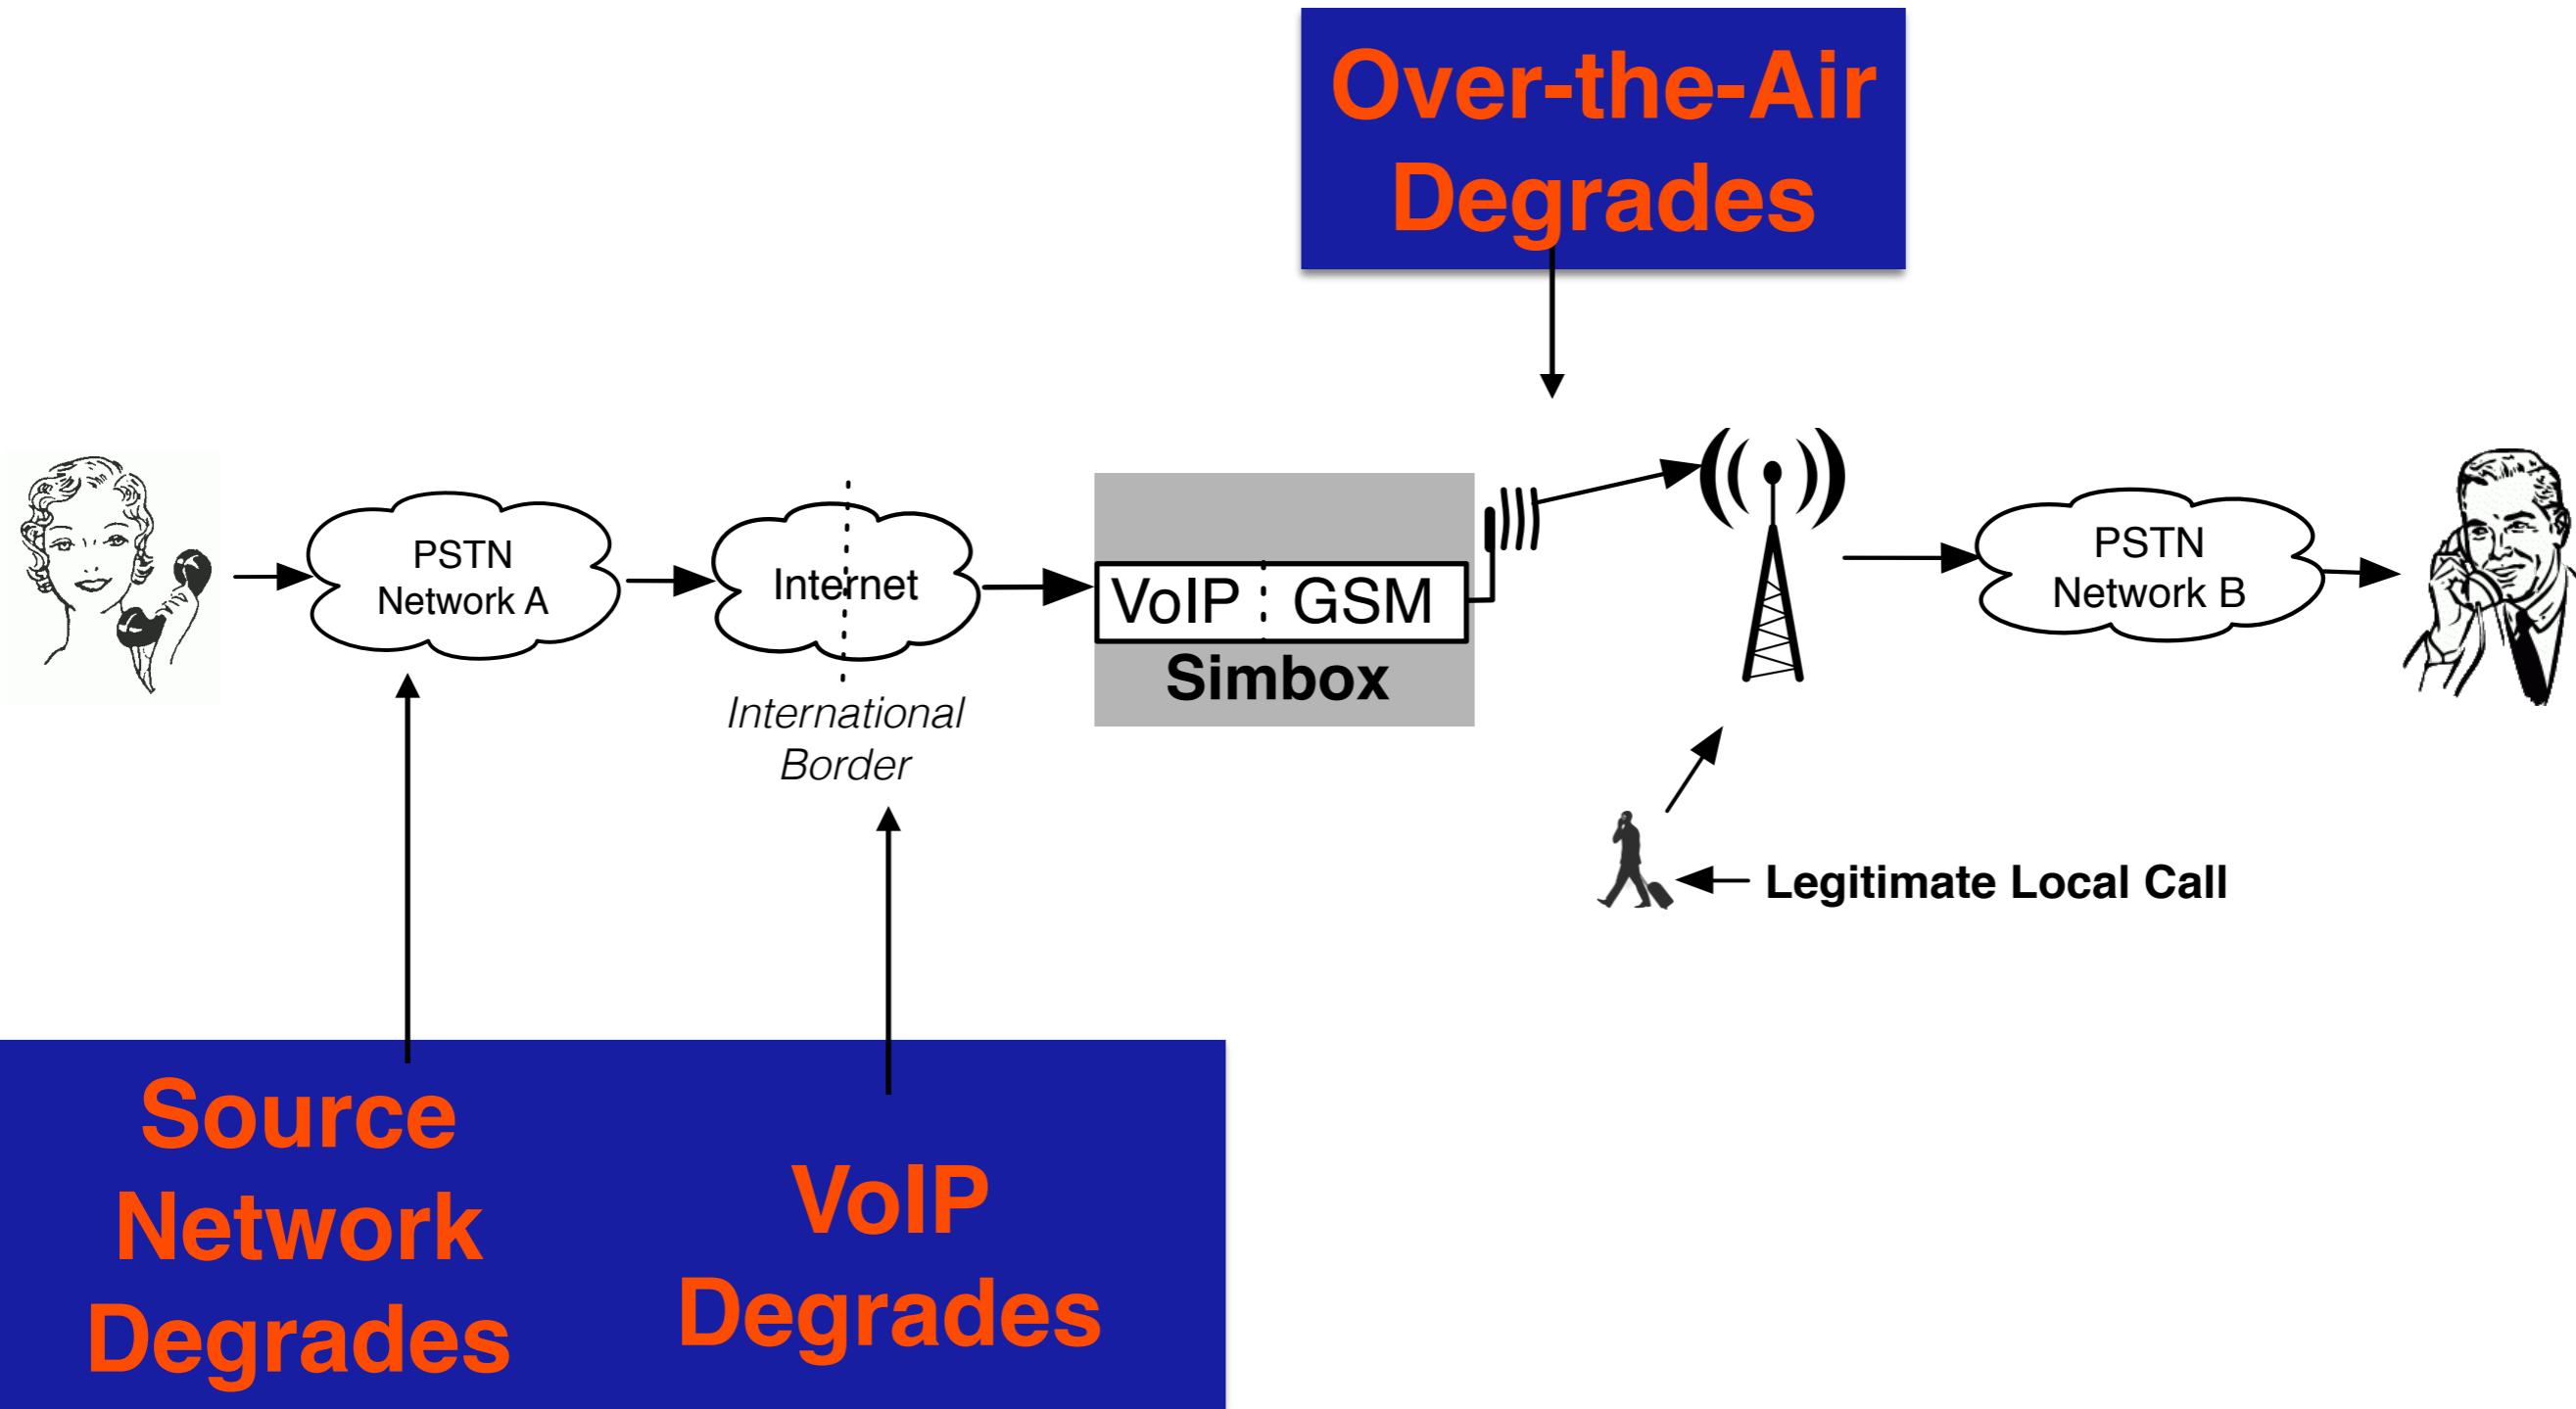 Over-the-Air
Degrades
PSTN
Network A
Internet
International
Border
VoIP GSM
Simbox
PSTN
Network B
Legitimate Local Call
Source
Network
Degrades
VoIP
Degrades